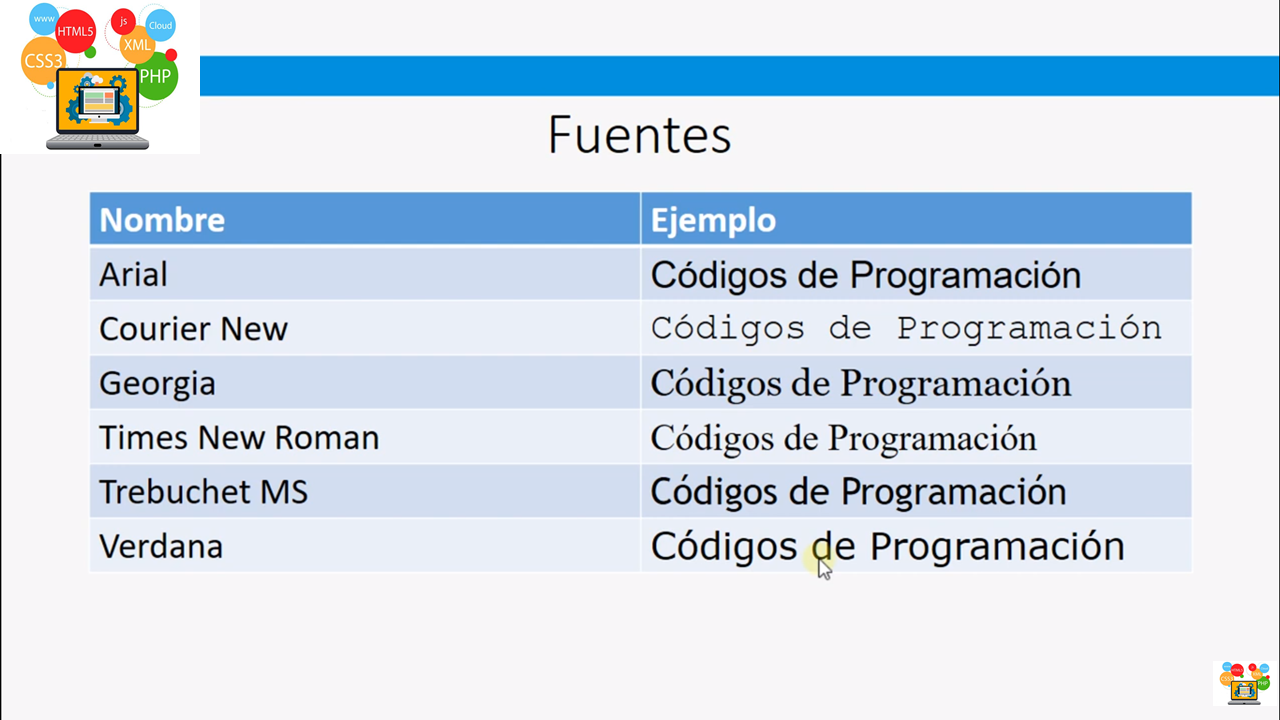 www
HTML5
js
Cloud
XML
CSS3
PHP
Fuentes
Nombre Ejemplo
Arial Códigos de Programación
Courier New Códigos de Programación
Georgia Códigos de Programación
Times New Roman Códigos de Programación
Trebuchet MS Códigos de Programación
Verdana Códigos de Programación